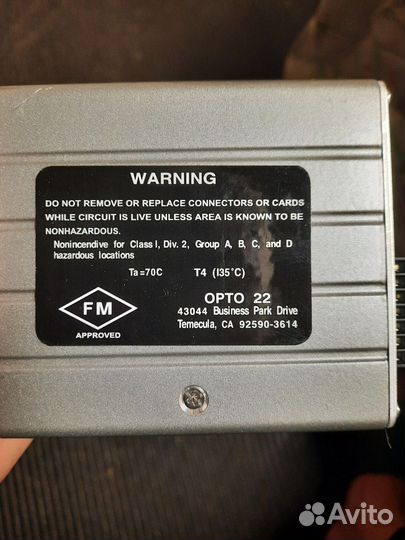 WARNING
DO NOT REMOVE OR REPLACE CONNECTORS OR CARDS
WHILE CIRCUIT IS LIVE UNLESS AREA IS KNOWN TO BE
NONHAZARDOUS.
Nonincendive for Class I, Div. 2, Group A, B, C, and D
hazardous locations
Ta=70C T4 (135°C)
FM
APPROVED
OPTO 22
43044 Business Park Drive
Temecula, CA 92590-3614
Avito